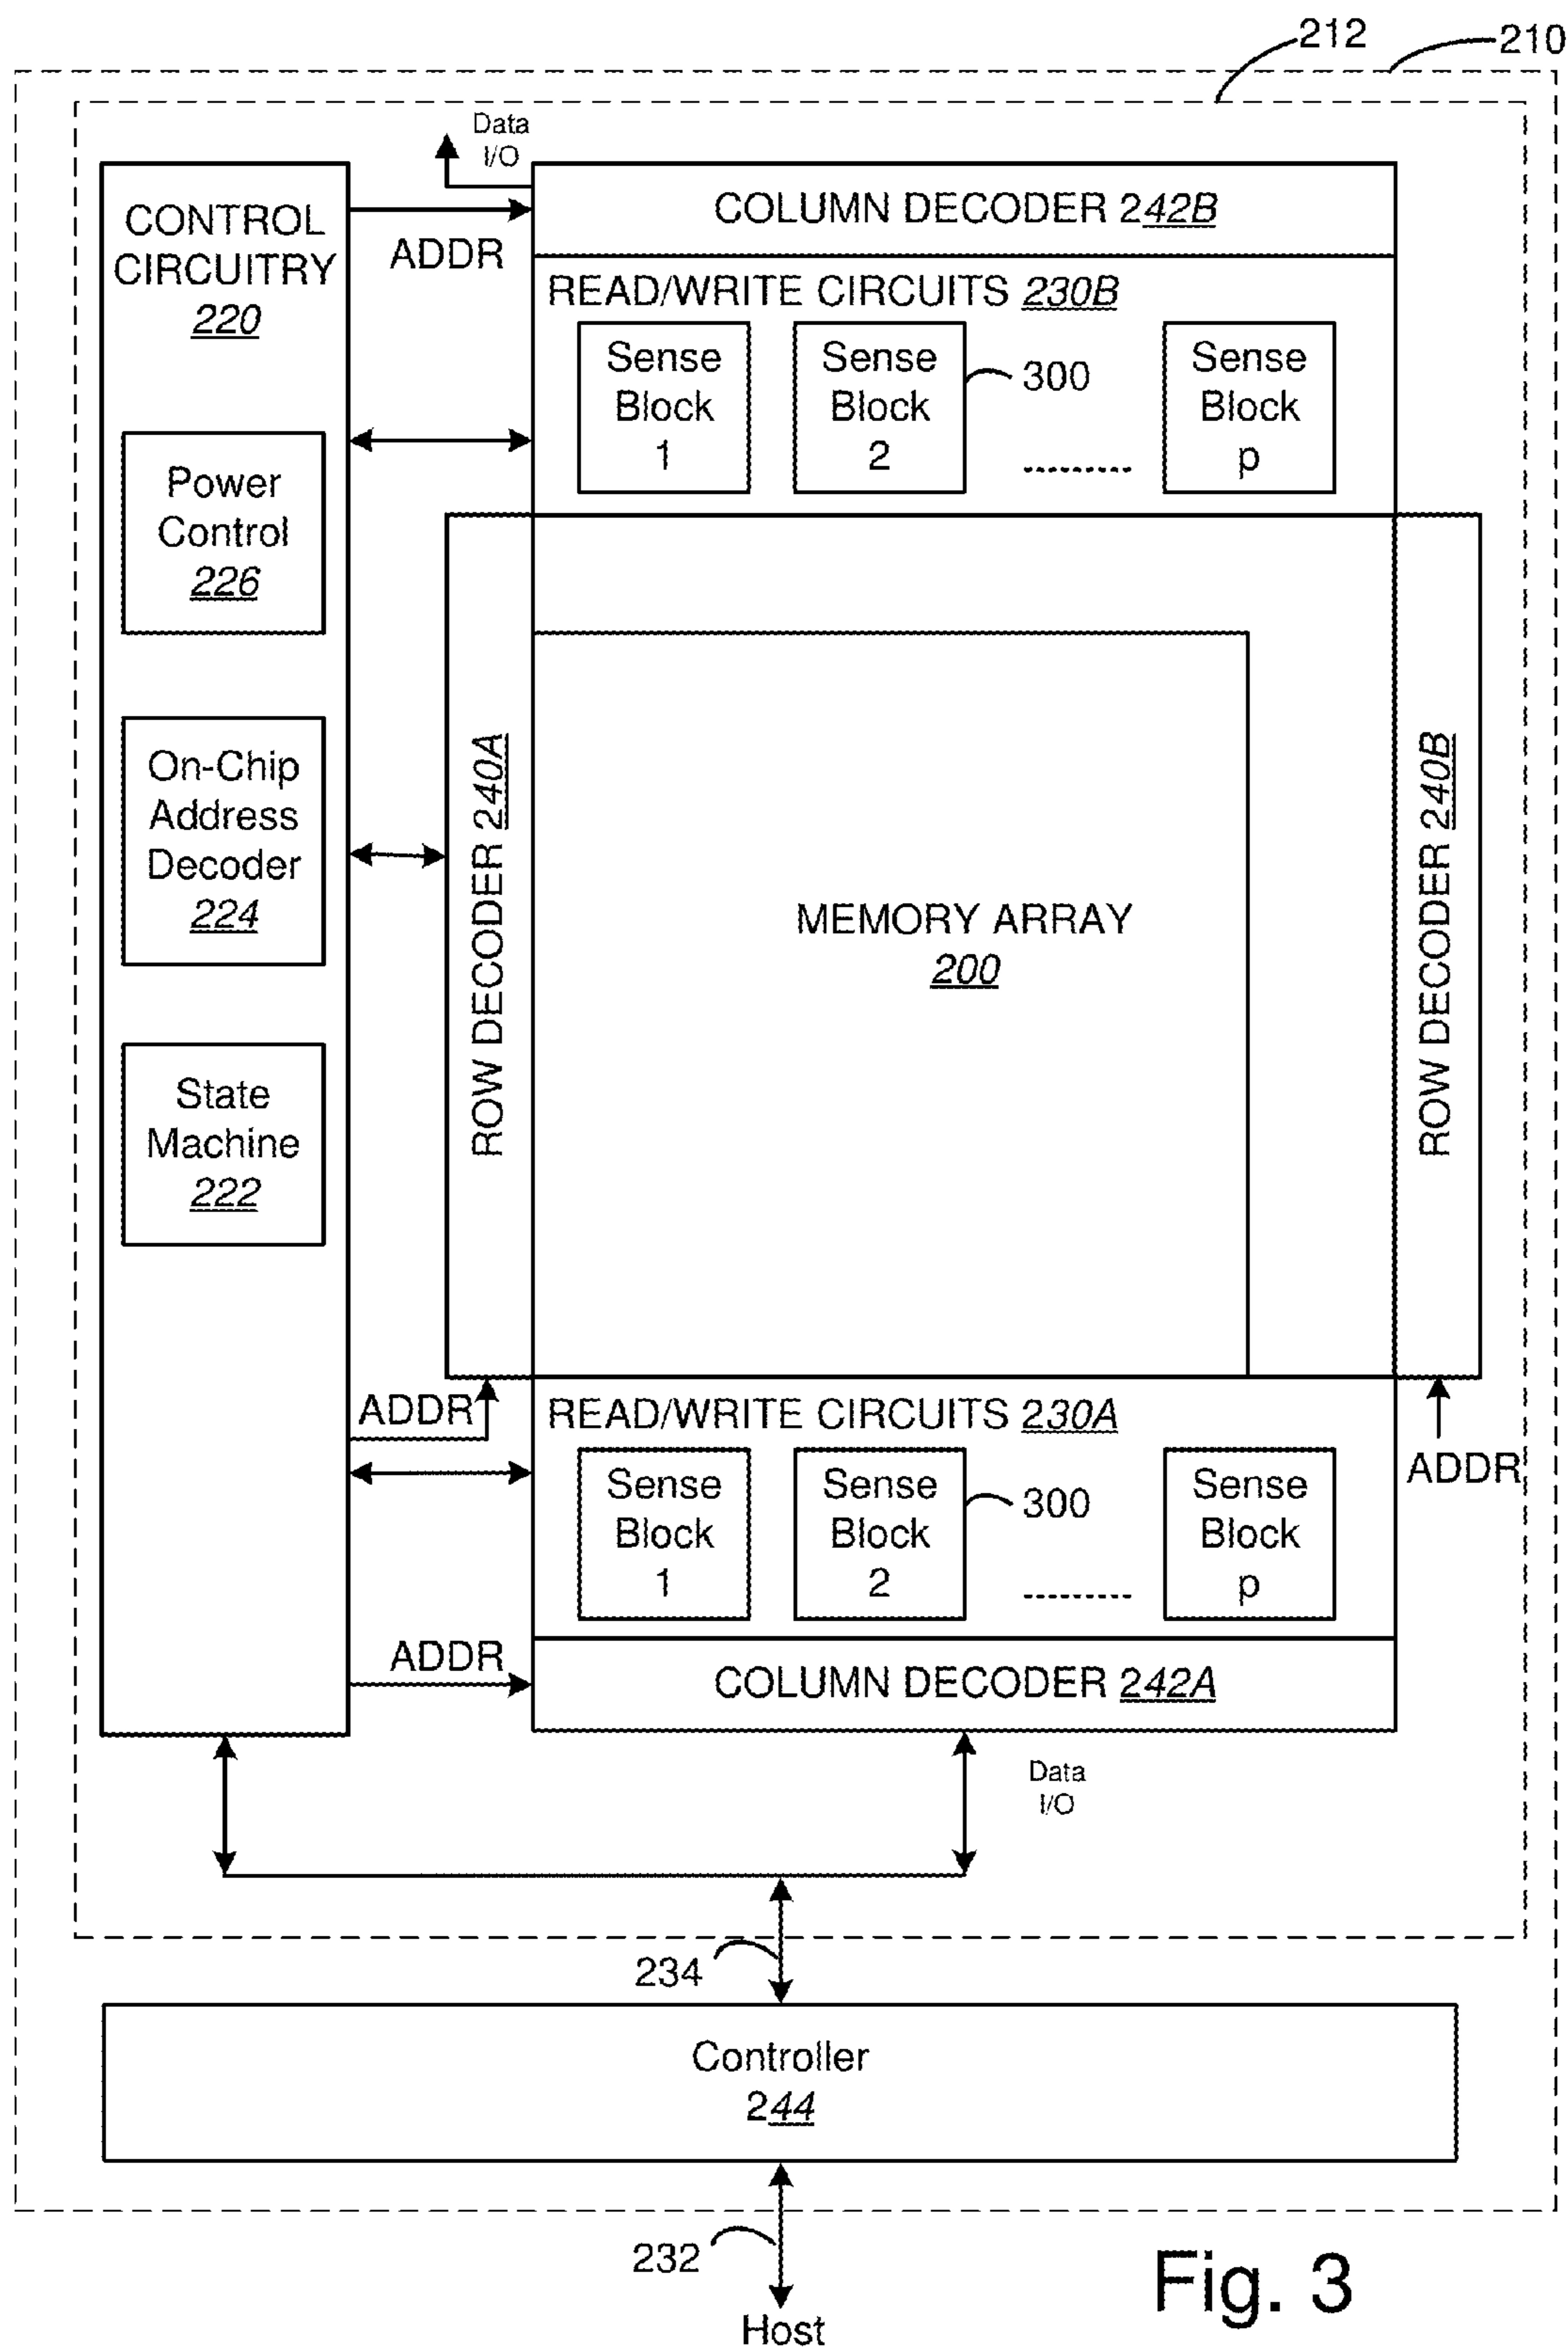 212
210
Data
I/O
CONTROL
CIRCUITRY
220
ADDR
COLUMN DECODER 242B
READ/WRITE CIRCUITS 230B
Sense
Block
1
Sense
Block
2
300
.........
Sense
Block
p
Power
Control
226
On-Chip
Address
Decoder
224
State
Machine
222
ROW DECODER 240A
MEMORY ARRAY
200
ROW DECODER 240B
ADDR
READ/WRITE CIRCUITS 230A
ADDR
Sense
Block
1
Sense
Block
2
300
.........
Sense
Block
p
ADDR
COLUMN DECODER 242A
Data
I/O
234
Controller
244
232
Host
Fig. 3